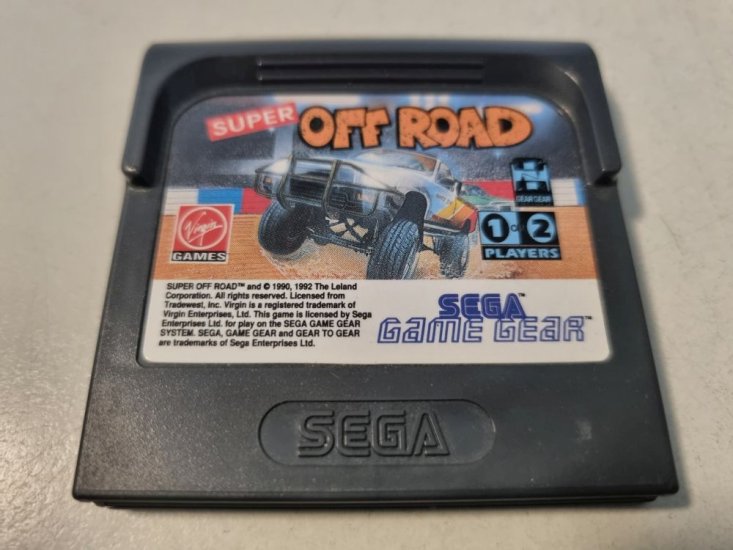 SUPER OFF ROAD
GEAR GEAR
Virgin
GAMES
1 or 2
PLAYERS
SUPER OFF ROAD™ and © 1990, 1992 The Leland
Corporation. All rights reserved. Licensed from
Tradewest, Inc. Virgin is a registered trademark of
Virgin Enterprises, Ltd. This game is licensed by Sega
Enterprises Ltd. for play on the SEGA GAME GEAR
SYSTEM. SEGA, GAME GEAR and GEAR TO GEAR
are trademarks of Sega Enterprises Ltd.
SEGA™
GAME GEAR™
SEGA